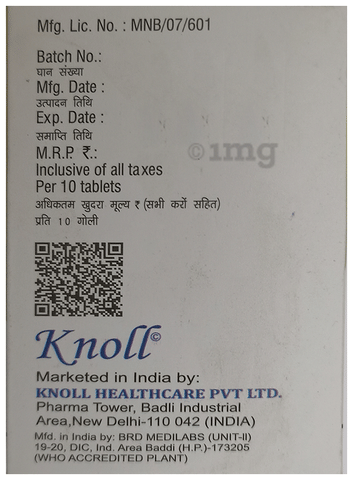 Mfg. Lic. No. : MNB/07/601
Batch No.:
घान संख्या
Mfg. Date :
उत्पादन तिथि
Exp. Date :
समाप्ति तिथि
M.R.P ₹.:
Inclusive of all taxes
Per 10 tablets
अधिकतम खुदरा मूल्य ₹ (सभी करों सहित)
प्रति 10 गोली
©1mg
Knoll©
Marketed in India by:
KNOLL HEALTHCARE PVT LTD.
Pharma Tower, Badli Industrial
Area,New Delhi-110 042 (INDIA)
Mfd. in India by: BRD MEDILABS (UNIT-II)
19-20, DIC, Ind. Area Baddi (H.P.)-173205
(WHO ACCREDITED PLANT)